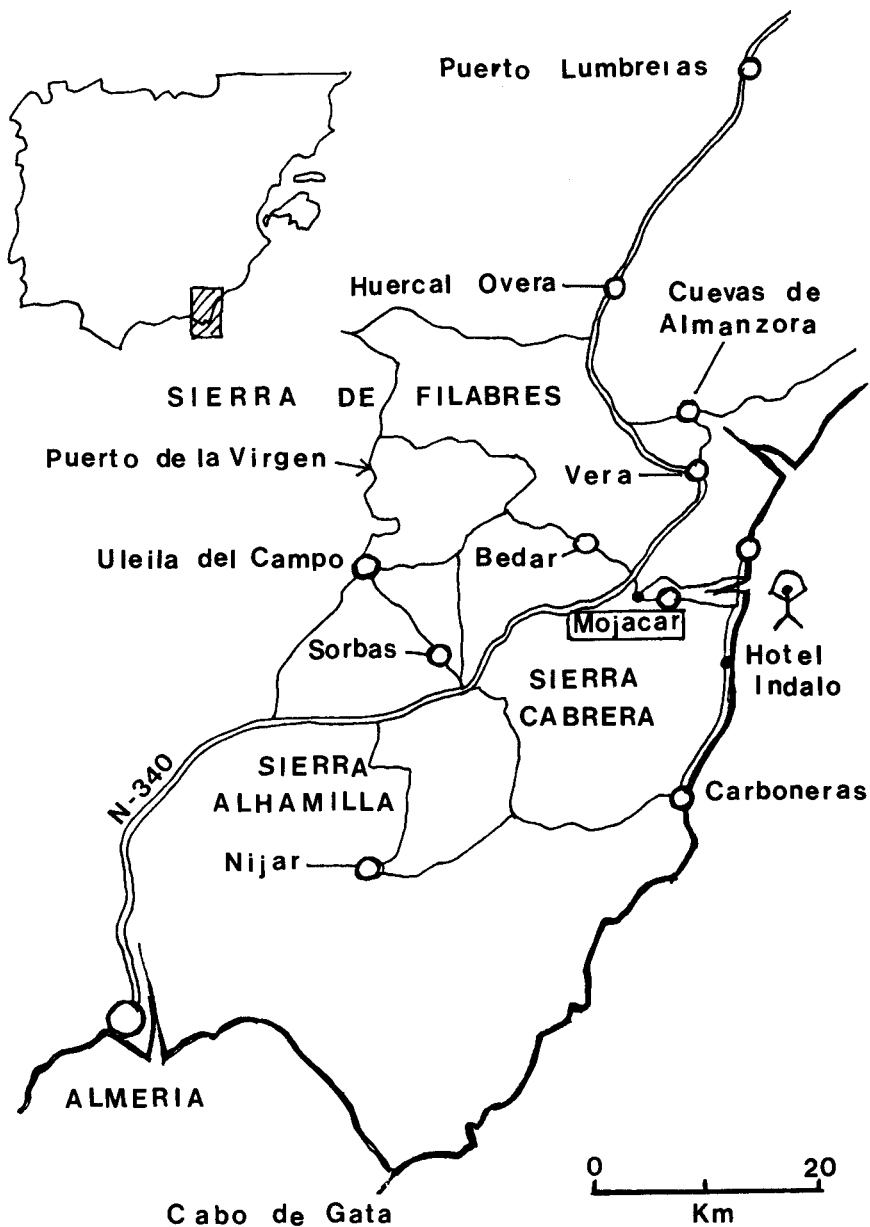 Puerto Lumbreras
Huercal Overa
Cuevas de
Almanzora
SIERRA DE FILABRES
Puerto de la Virgen
Vera
Uleila del Campo
Bedar
Mojacar
Sorbas
Hotel
Indalo
SIERRA
CABRERA
N-340
SIERRA
ALHAMILLA
Carboneras
Nijar
ALMERIA
0 20
Km
Cabo de Gata